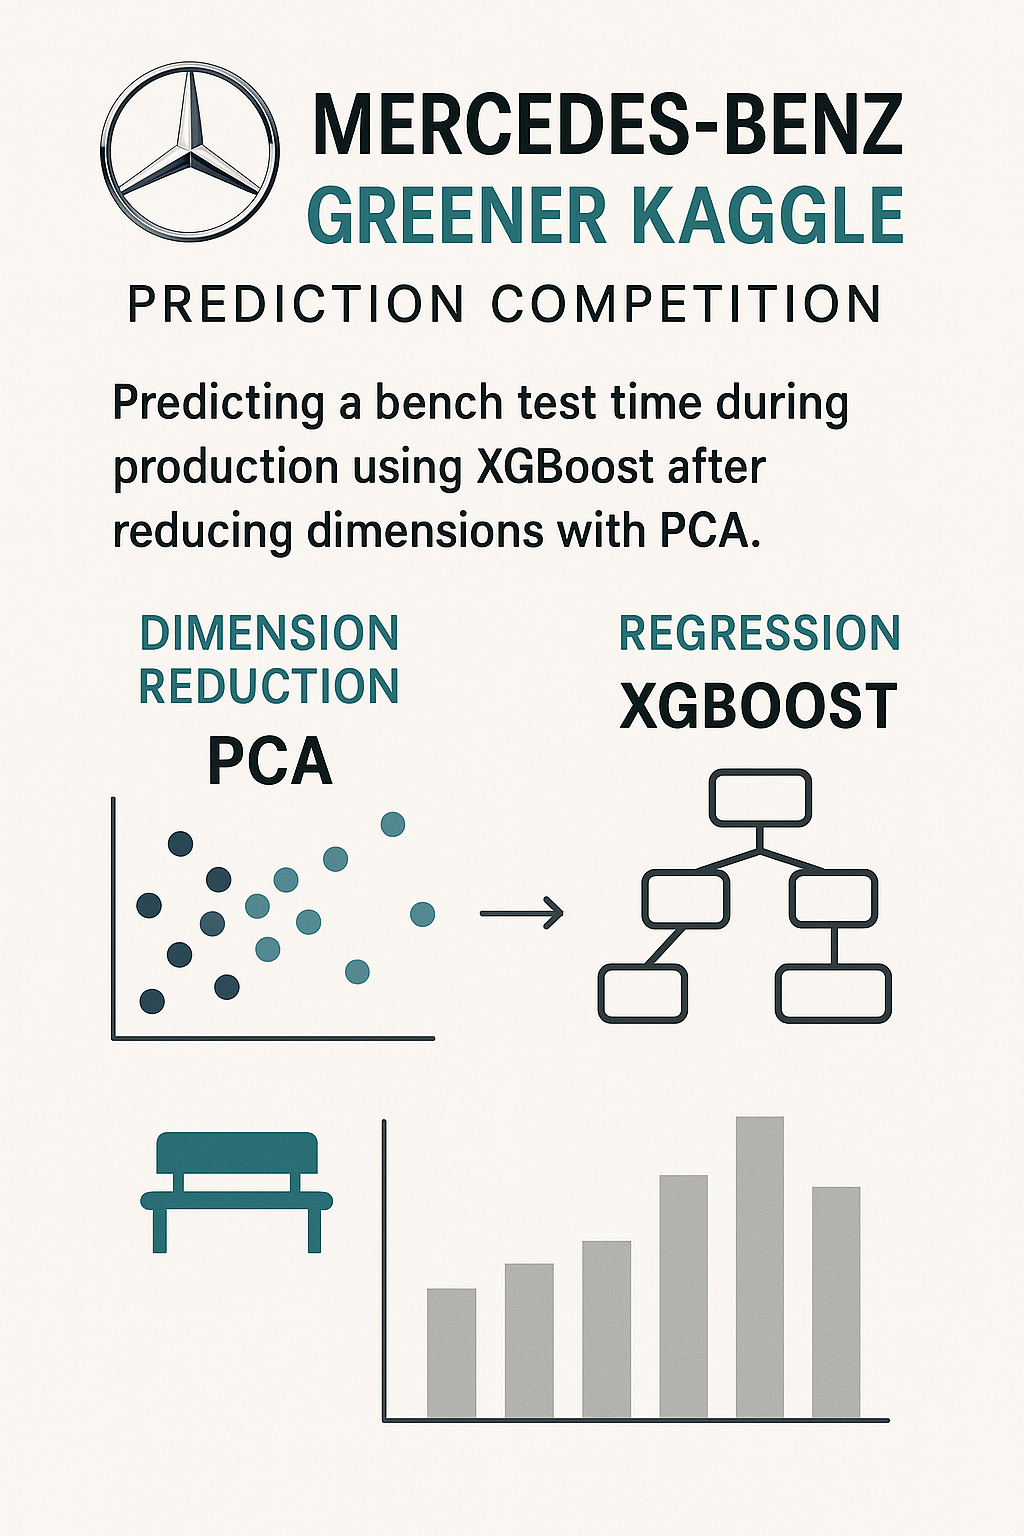 MERCEDES-BENZ
GREENER KAGGLE
PREDICTION COMPETITION
Predicting a bench test time during
production using XGBoost after
reducing dimensions with PCA.
DIMENSION
REDUCTION
PCA
REGRESSION
XGBOOST